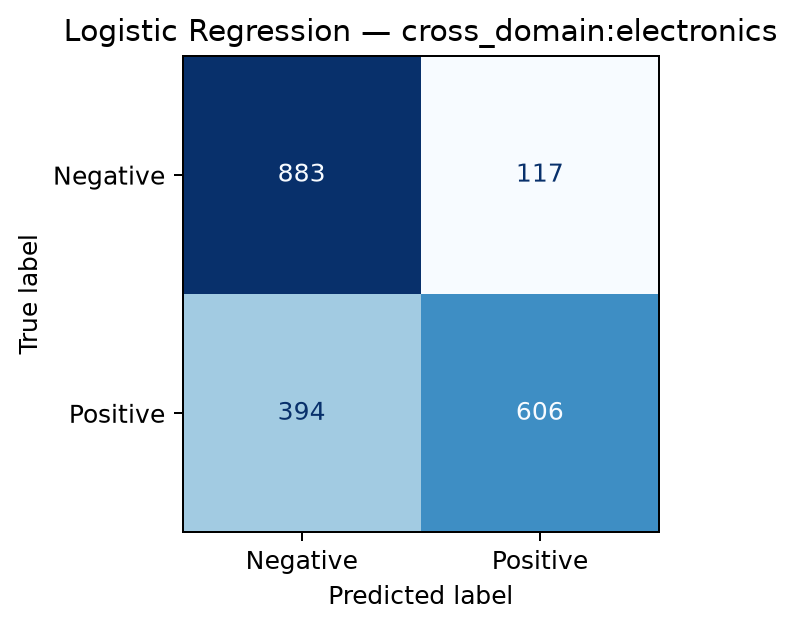 Logistic Regression — cross_domain:electronics
True label
Negative
883
117
Positive
394
606
Negative
Positive
Predicted label